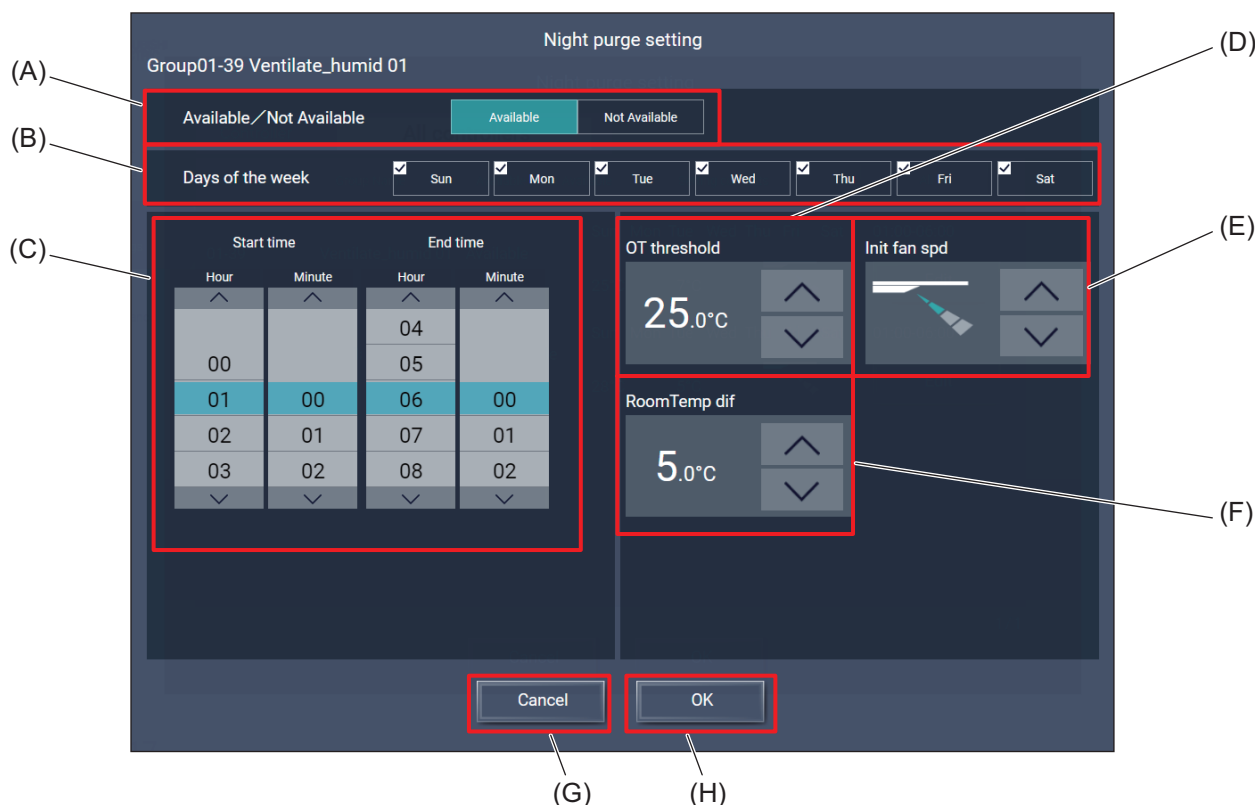 Night purge setting
(D)
Group01-39 Ventilate_humid 01
(A)
Available／Not Available Available Not Available
(B)
Days of the week Sun Mon Tue Wed Thu Fri Sat
(C)
Start time End time
Hour Minute Hour Minute
04
00 05
01 00 06 00
02 01 07 01
03 02 08 02
OT threshold
25.0°C
Init fan spd
(E)
RoomTemp dif
5.0°C
(F)
Cancel OK
(G) (H)